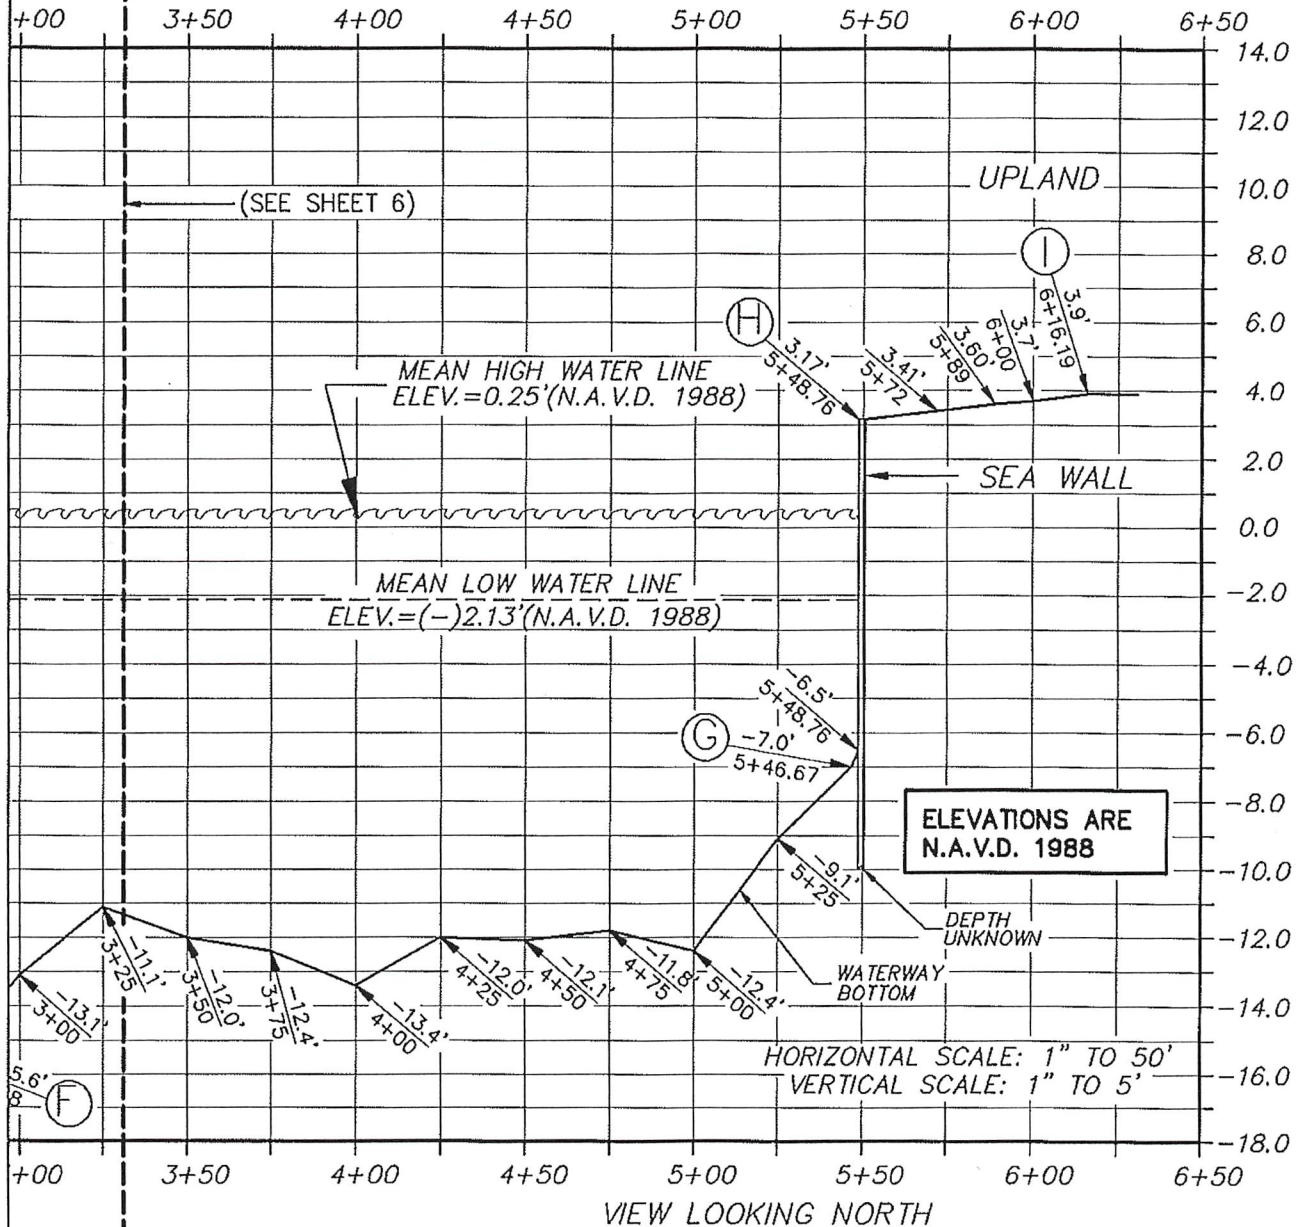 +00 3+50 4+00 4+50 5+00 5+50 6+00 6+50
14.0
12.0
10.0
8.0
6.0
4.0
2.0
0.0
-2.0
-4.0
-6.0
-8.0
-10.0
-12.0
-14.0
-16.0
-18.0
UPLAND
(SEE SHEET 6)
I
3.9'
6+16.19
3.7'
6+00
3.60'
5+89
3.41'
5+72
H
3.17'
5+48.76
MEAN HIGH WATER LINE
ELEV.=0.25'(N.A.V.D. 1988)
SEA WALL
MEAN LOW WATER LINE
ELEV.=(-)2.13'(N.A.V.D. 1988)
-6.5'
5+48.76
G
-7.0'
5+46.67
ELEVATIONS ARE
N.A.V.D. 1988
-9.1'
5+25
DEPTH
UNKNOWN
WATERWAY
BOTTOM
-13.1'
3+00
-11.1'
3+25
-12.0'
3+50
-12.4'
3+75
-13.4'
4+00
-12.0'
4+25
-12.1'
4+50
-11.8'
4+75
-12.4'
5+00
HORIZONTAL SCALE: 1" TO 50'
VERTICAL SCALE: 1" TO 5'
5.6'
8
F
+00 3+50 4+00 4+50 5+00 5+50 6+00 6+50
VIEW LOOKING NORTH